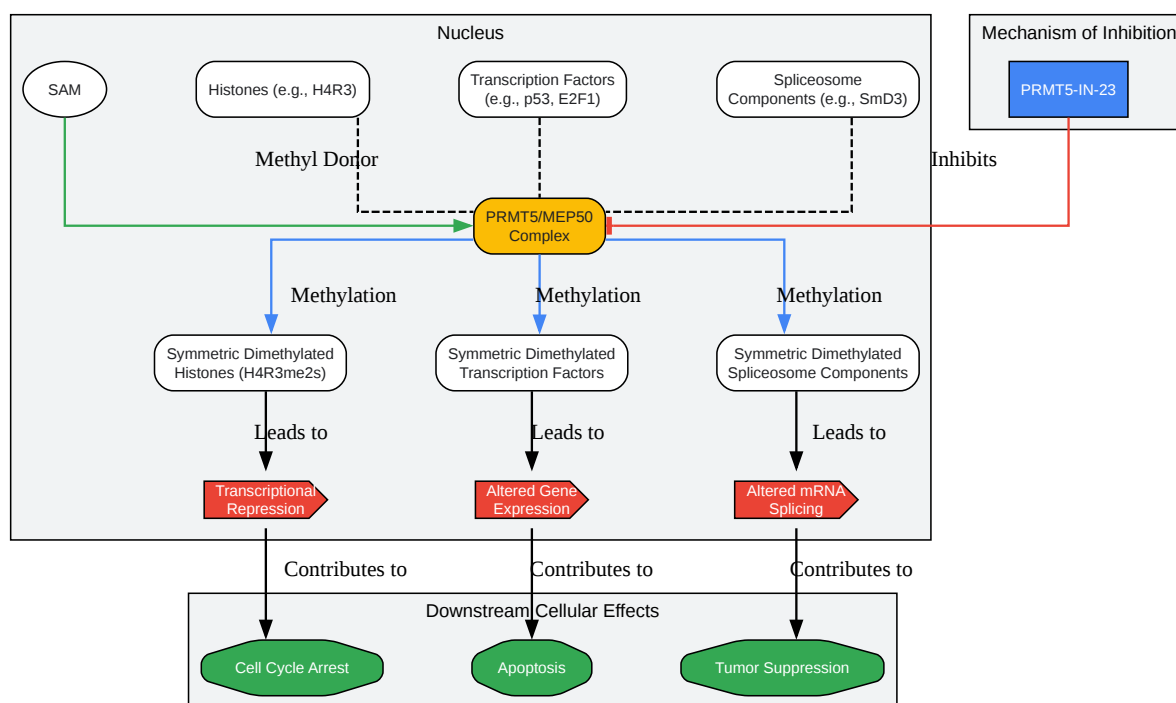 Nucleus
Mechanism of Inhibition
SAM
Histones (e.g., H4R3)
Transcription Factors
(e.g., p53, E2F1)
Spliceosome
Components (e.g., SmD3)
PRMT5-IN-23
Methyl Donor
Inhibits
PRMT5/MEP50
Complex
Methylation
Methylation
Methylation
Symmetric Dimethylated
Histones (H4R3me2s)
Symmetric Dimethylated
Transcription Factors
Symmetric Dimethylated
Spliceosome Components
Leads to
Leads to
Leads to
Transcriptional
Repression
Altered Gene
Expression
Altered mRNA
Splicing
Contributes to
Contributes to
Contributes to
Downstream Cellular Effects
Cell Cycle Arrest
Apoptosis
Tumor Suppression